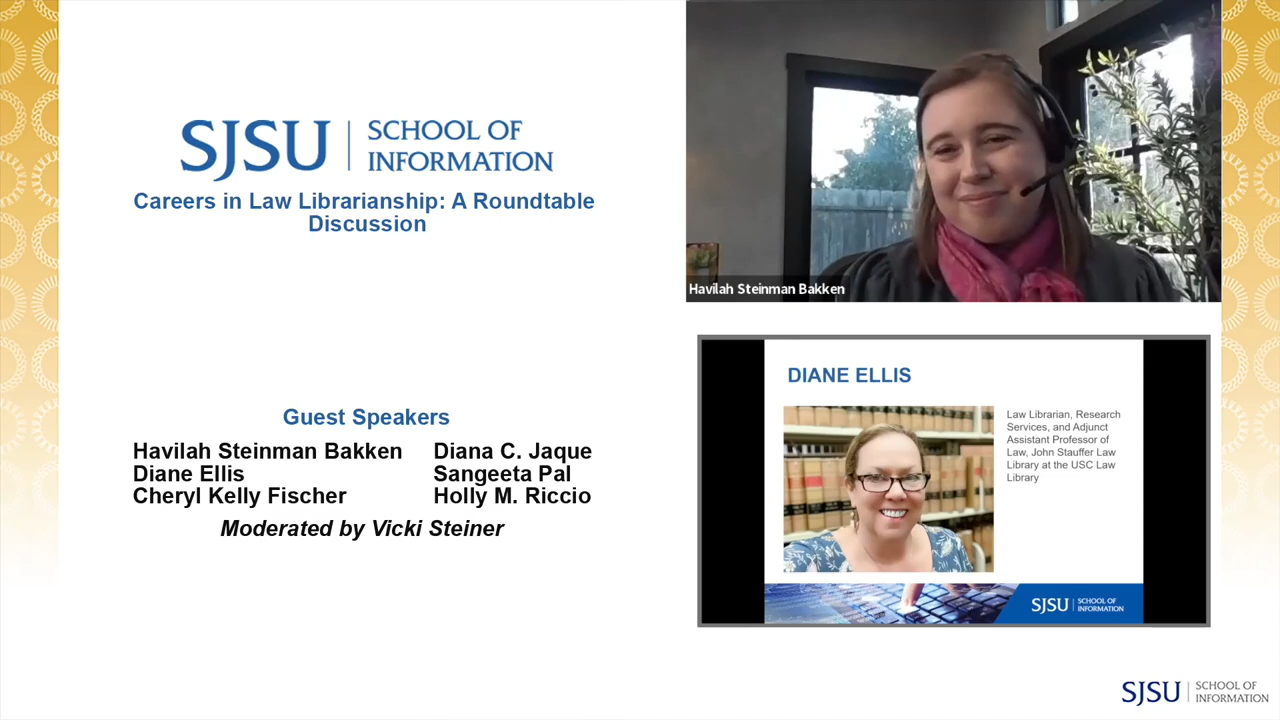 SJSU SCHOOL OF
INFORMATION
Careers in Law Librarianship: A Roundtable
Discussion
Guest Speakers
Havilah Steinman Bakken
Diane Ellis
Cheryl Kelly Fischer
Diana C. Jaque
Sangeeta Pal
Holly M. Riccio
Moderated by Vicki Steiner
Havilah Steinman Bakken
DIANE ELLIS
Law Librarian, Research
Services, and Adjunct
Assistant Professor of
Law, John Stauffer Law
Library at the USC Law
Library
SJSU SCHOOL OF
INFORMATION
SJSU SCHOOL OF
INFORMATION